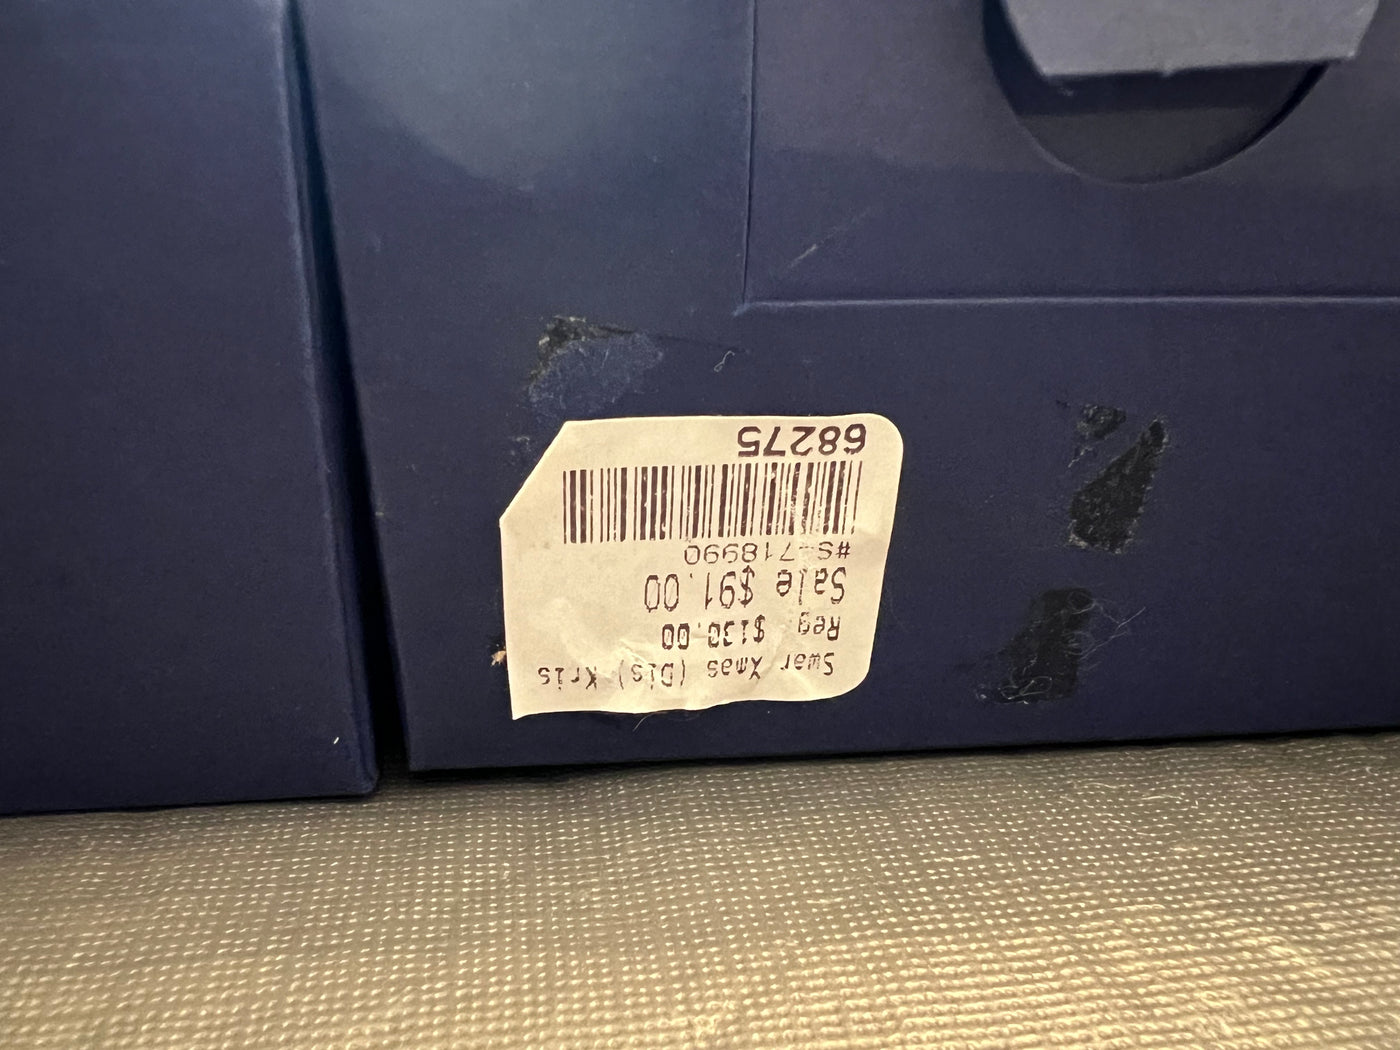 Swar Xmas (Dis) Kris
Reg. $130.00
Sale $91.00
#S-718990
68275